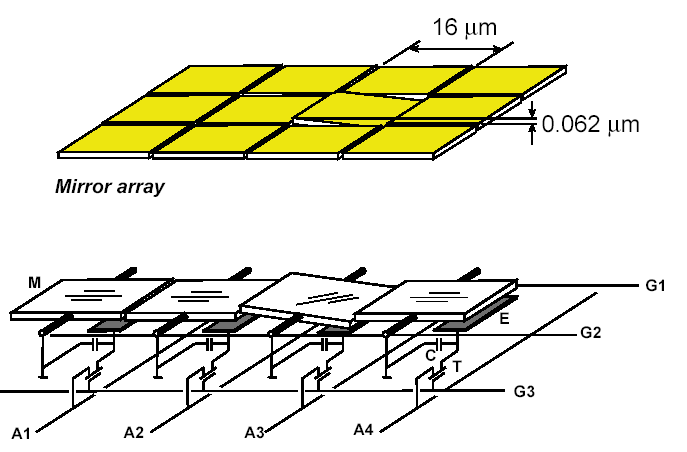 16 μm
0.062 μm
Mirror array
M
G1
E
G2
C
T
G3
A1
A2
A3
A4